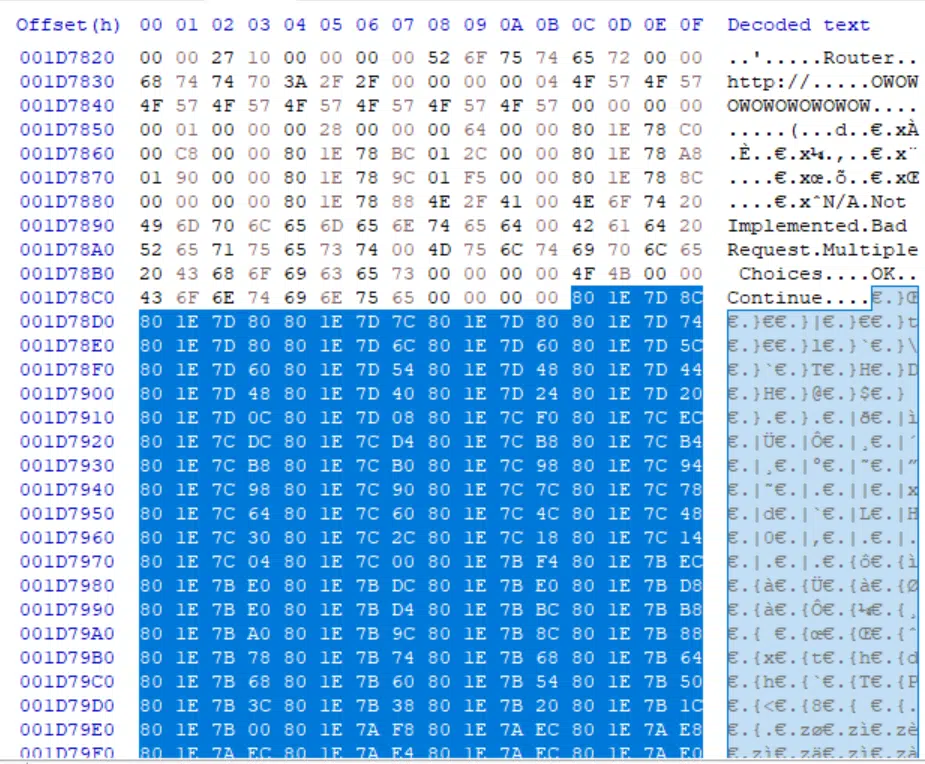 Offset(h) 00 01 02 03 04 05 06 07 08 09 0A 0B 0C 0D 0E 0F Decoded text
001D7820 00 00 27 10 00 00 00 00 52 6F 75 74 65 72 00 00 ..'.....Router..
001D7830 68 74 74 70 3A 2F 2F 00 00 00 00 04 4F 57 4F 57 http://.....OWOW
001D7840 4F 57 4F 57 4F 57 4F 57 4F 57 4F 57 00 00 00 00 OWOWOWOWOWOW....
001D7850 00 01 00 00 00 28 00 00 00 64 00 00 80 1E 78 C0 .....(...d..€.xÀ
001D7860 00 C8 00 00 80 1E 78 BC 01 2C 00 00 80 1E 78 A8 .È..€.x¼.,..€.x¨
001D7870 01 90 00 00 80 1E 78 9C 01 F5 00 00 80 1E 78 8C ....€.xœ.õ..€.xŒ
001D7880 00 00 00 00 80 1E 78 88 4E 2F 41 00 4E 6F 74 20 ....€.xˆN/A.Not
001D7890 49 6D 70 6C 65 6D 65 6E 74 65 64 00 42 61 64 20 Implemented.Bad
001D78A0 52 65 71 75 65 73 74 00 4D 75 6C 74 69 70 6C 65 Request.Multiple
001D78B0 20 43 68 6F 69 63 65 73 00 00 00 00 4F 4B 00 00 Choices....OK..
001D78C0 43 6F 6E 74 69 6E 75 65 00 00 00 00 80 1E 7D 8C Continue....€.}Œ
001D78D0 80 1E 7D 80 80 1E 7D 7C 80 1E 7D 80 80 1E 7D 74 €.}€€.}|€.}€€.}t
001D78E0 80 1E 7D 80 80 1E 7D 6C 80 1E 7D 60 80 1E 7D 5C €.}€€.}l€.}`€.}\
001D78F0 80 1E 7D 60 80 1E 7D 54 80 1E 7D 48 80 1E 7D 44 €.}`€.}T€.}H€.}D
001D7900 80 1E 7D 48 80 1E 7D 40 80 1E 7D 24 80 1E 7D 20 €.}H€.}@€.}$€.}
001D7910 80 1E 7D 0C 80 1E 7D 08 80 1E 7C F0 80 1E 7C EC €.}.€.}.€.|ð€.|ì
001D7920 80 1E 7C DC 80 1E 7C D4 80 1E 7C B8 80 1E 7C B4 €.|Ü€.|Ô€.|¸€.|´
001D7930 80 1E 7C B8 80 1E 7C B0 80 1E 7C 98 80 1E 7C 94 €.|¸€.|°€.|˜€.|”
001D7940 80 1E 7C 98 80 1E 7C 90 80 1E 7C 7C 80 1E 7C 78 €.|˜€.|.€.||€.|x
001D7950 80 1E 7C 64 80 1E 7C 60 80 1E 7C 4C 80 1E 7C 48 €.|d€.|`€.|L€.|H
001D7960 80 1E 7C 30 80 1E 7C 2C 80 1E 7C 18 80 1E 7C 14 €.|0€.|,€.|.€.|.
001D7970 80 1E 7C 04 80 1E 7C 00 80 1E 7B F4 80 1E 7B EC €.|.€.|.€.{ô€.{ì
001D7980 80 1E 7B E0 80 1E 7B DC 80 1E 7B E0 80 1E 7B D8 €.{à€.{Ü€.{à€.{Ø
001D7990 80 1E 7B E0 80 1E 7B D4 80 1E 7B BC 80 1E 7B B8 €.{à€.{Ô€.{¼€.{¸
001D79A0 80 1E 7B A0 80 1E 7B 9C 80 1E 7B 8C 80 1E 7B 88 €.{ €.{œ€.{Œ€.{ˆ
001D79B0 80 1E 7B 78 80 1E 7B 74 80 1E 7B 68 80 1E 7B 64 €.{x€.{t€.{h€.{d
001D79C0 80 1E 7B 68 80 1E 7B 60 80 1E 7B 54 80 1E 7B 50 €.{h€.{`€.{T€.{P
001D79D0 80 1E 7B 3C 80 1E 7B 38 80 1E 7B 20 80 1E 7B 1C €.{<€.{8€.{ €.{.
001D79E0 80 1E 7B 00 80 1E 7A F8 80 1E 7A EC 80 1E 7A E8 €.{.€.zø€.zì€.zè
001D79F0 80 1E 7A EC 80 1E 7A E4 80 1E 7A EC 80 1E 7A E0 €.zì€.zä€.zì€.zà